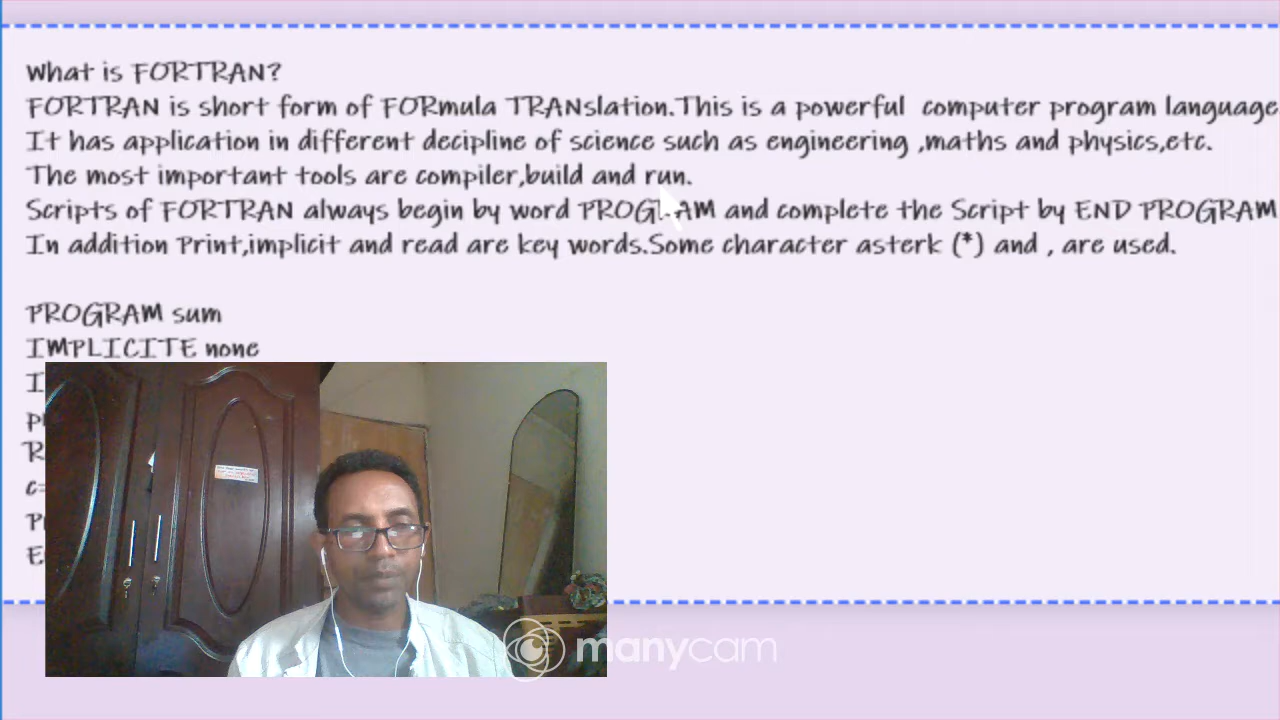 What is FORTRAN?
FORTRAN is short form of FORmula TRANslation.This is a powerful computer program language
It has application in different decipline of science such as engineering ,maths and physics,etc.
The most important tools are compiler,build and run.
Scripts of FORTRAN always begin by word PROGRAM and complete the Script by END PROGRAM
In addition Print,implicit and read are key words.Some character asterk (*) and , are used.
PROGRAM sum
IMPLICITE none
I
p
R
c=
P
E
manycam